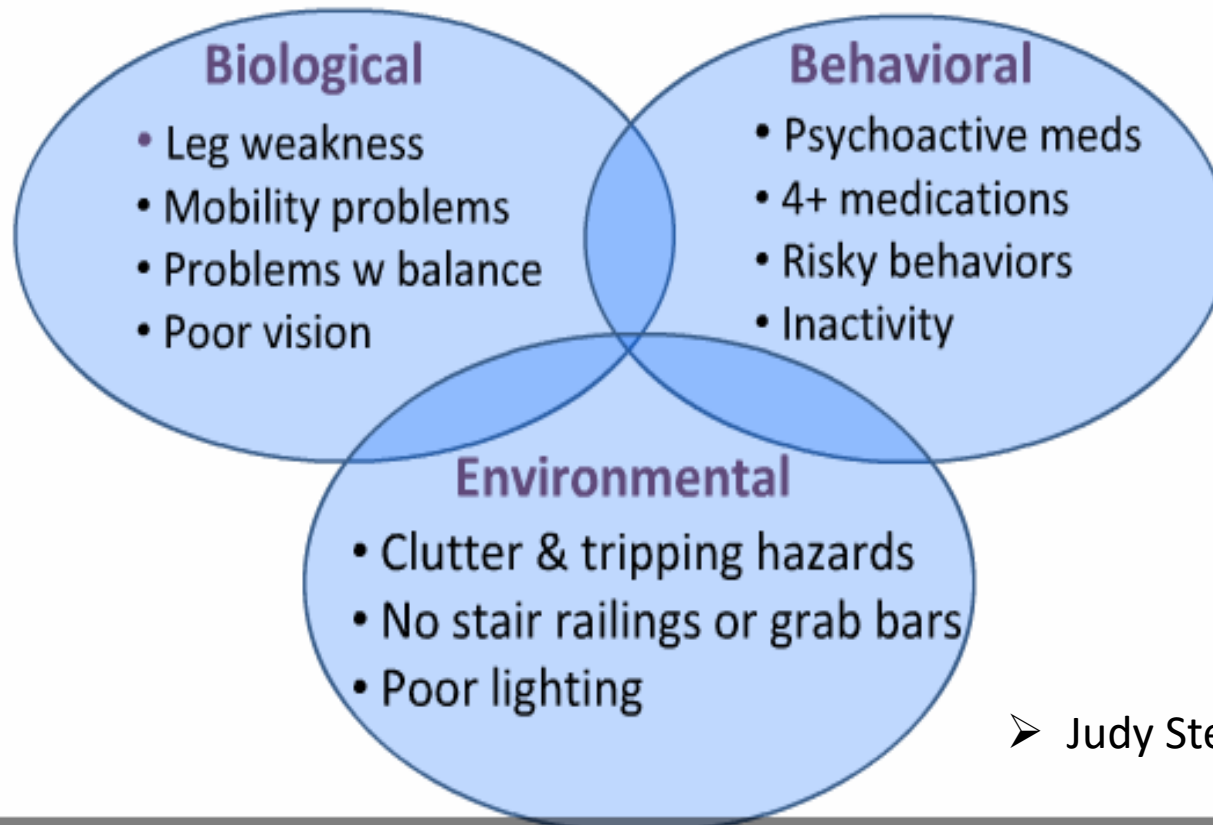 Biological
• Leg weakness
• Mobility problems
• Problems w balance
• Poor vision
Behavioral
• Psychoactive meds
• 4+ medications
• Risky behaviors
• Inactivity
Environmental
• Clutter & tripping hazards
• No stair railings or grab bars
• Poor lighting
➢ Judy